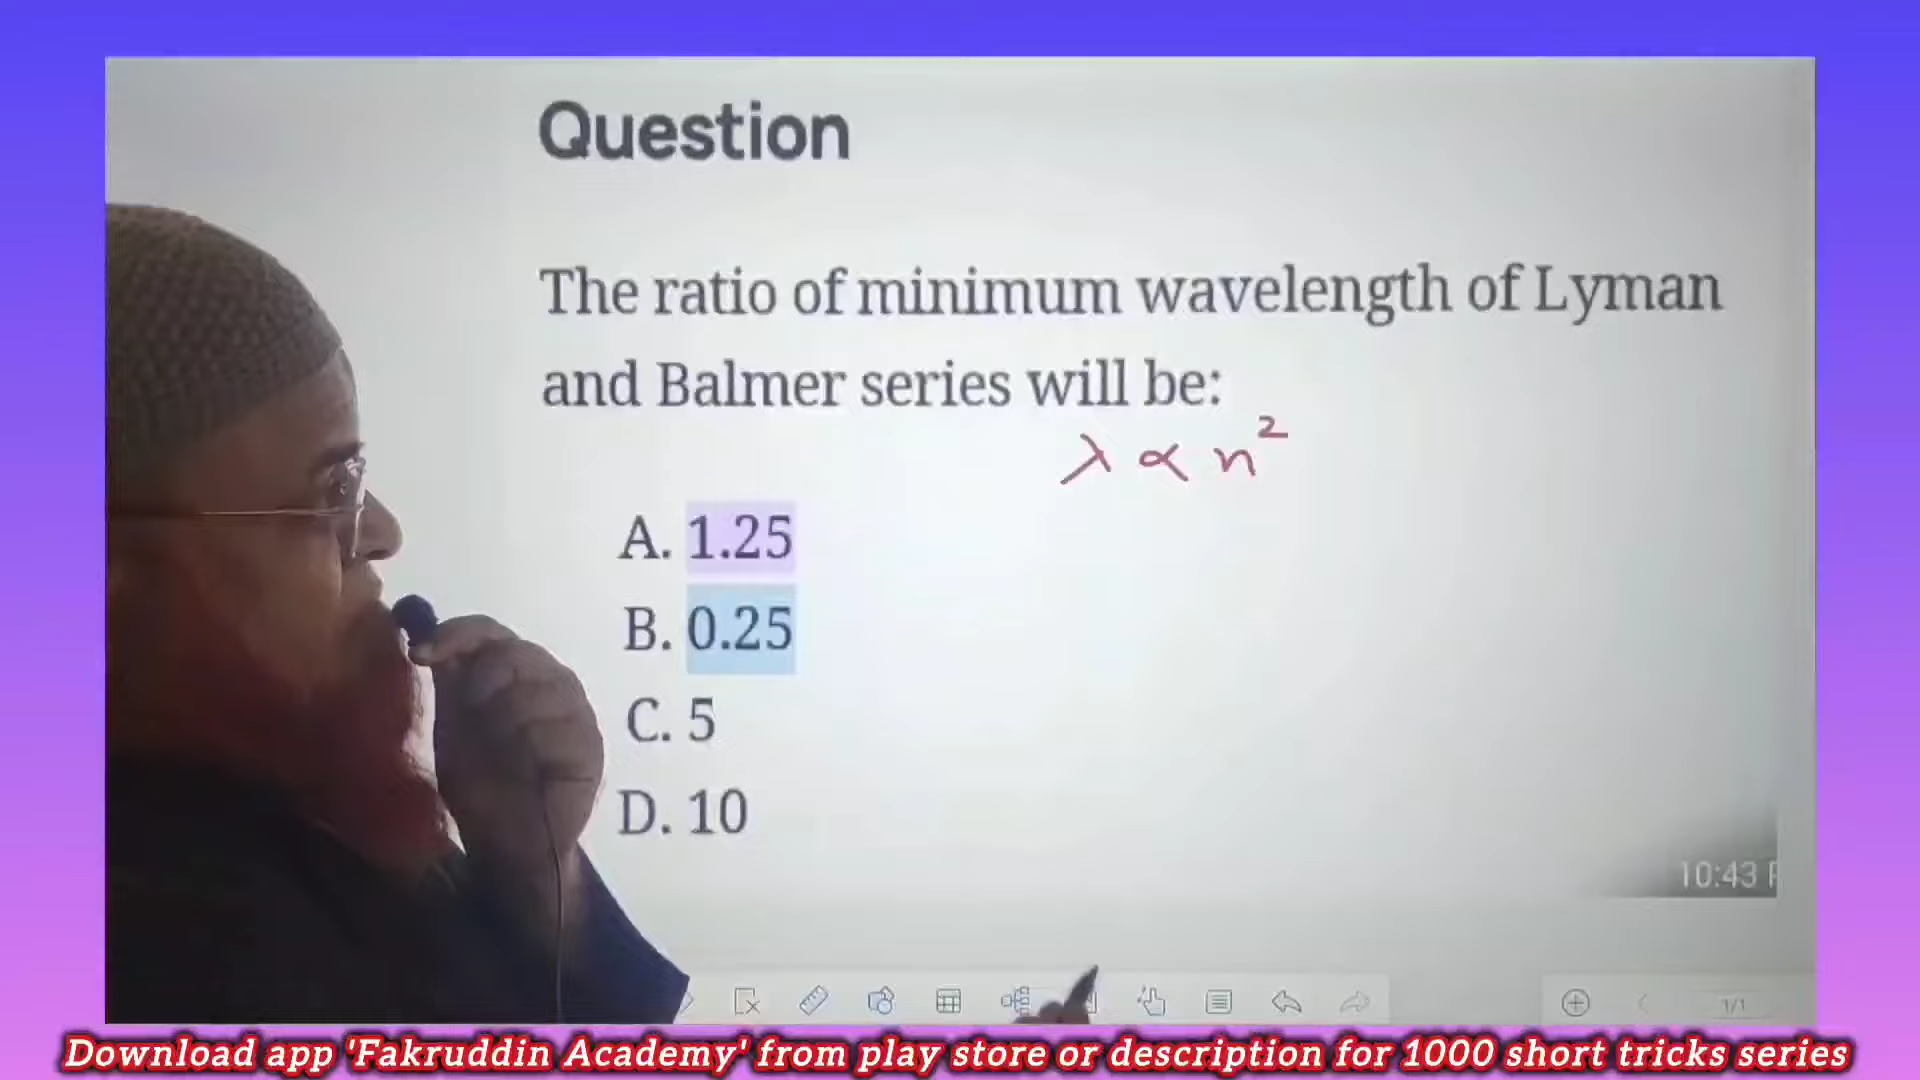 Question
The ratio of minimum wavelength of Lyman
and Balmer series will be:
λ ∝ n²
A. 1.25
B. 0.25
C. 5
D. 10
10:43
1/1
Download app 'Fakruddin Academy' from play store or description for 1000 short tricks series